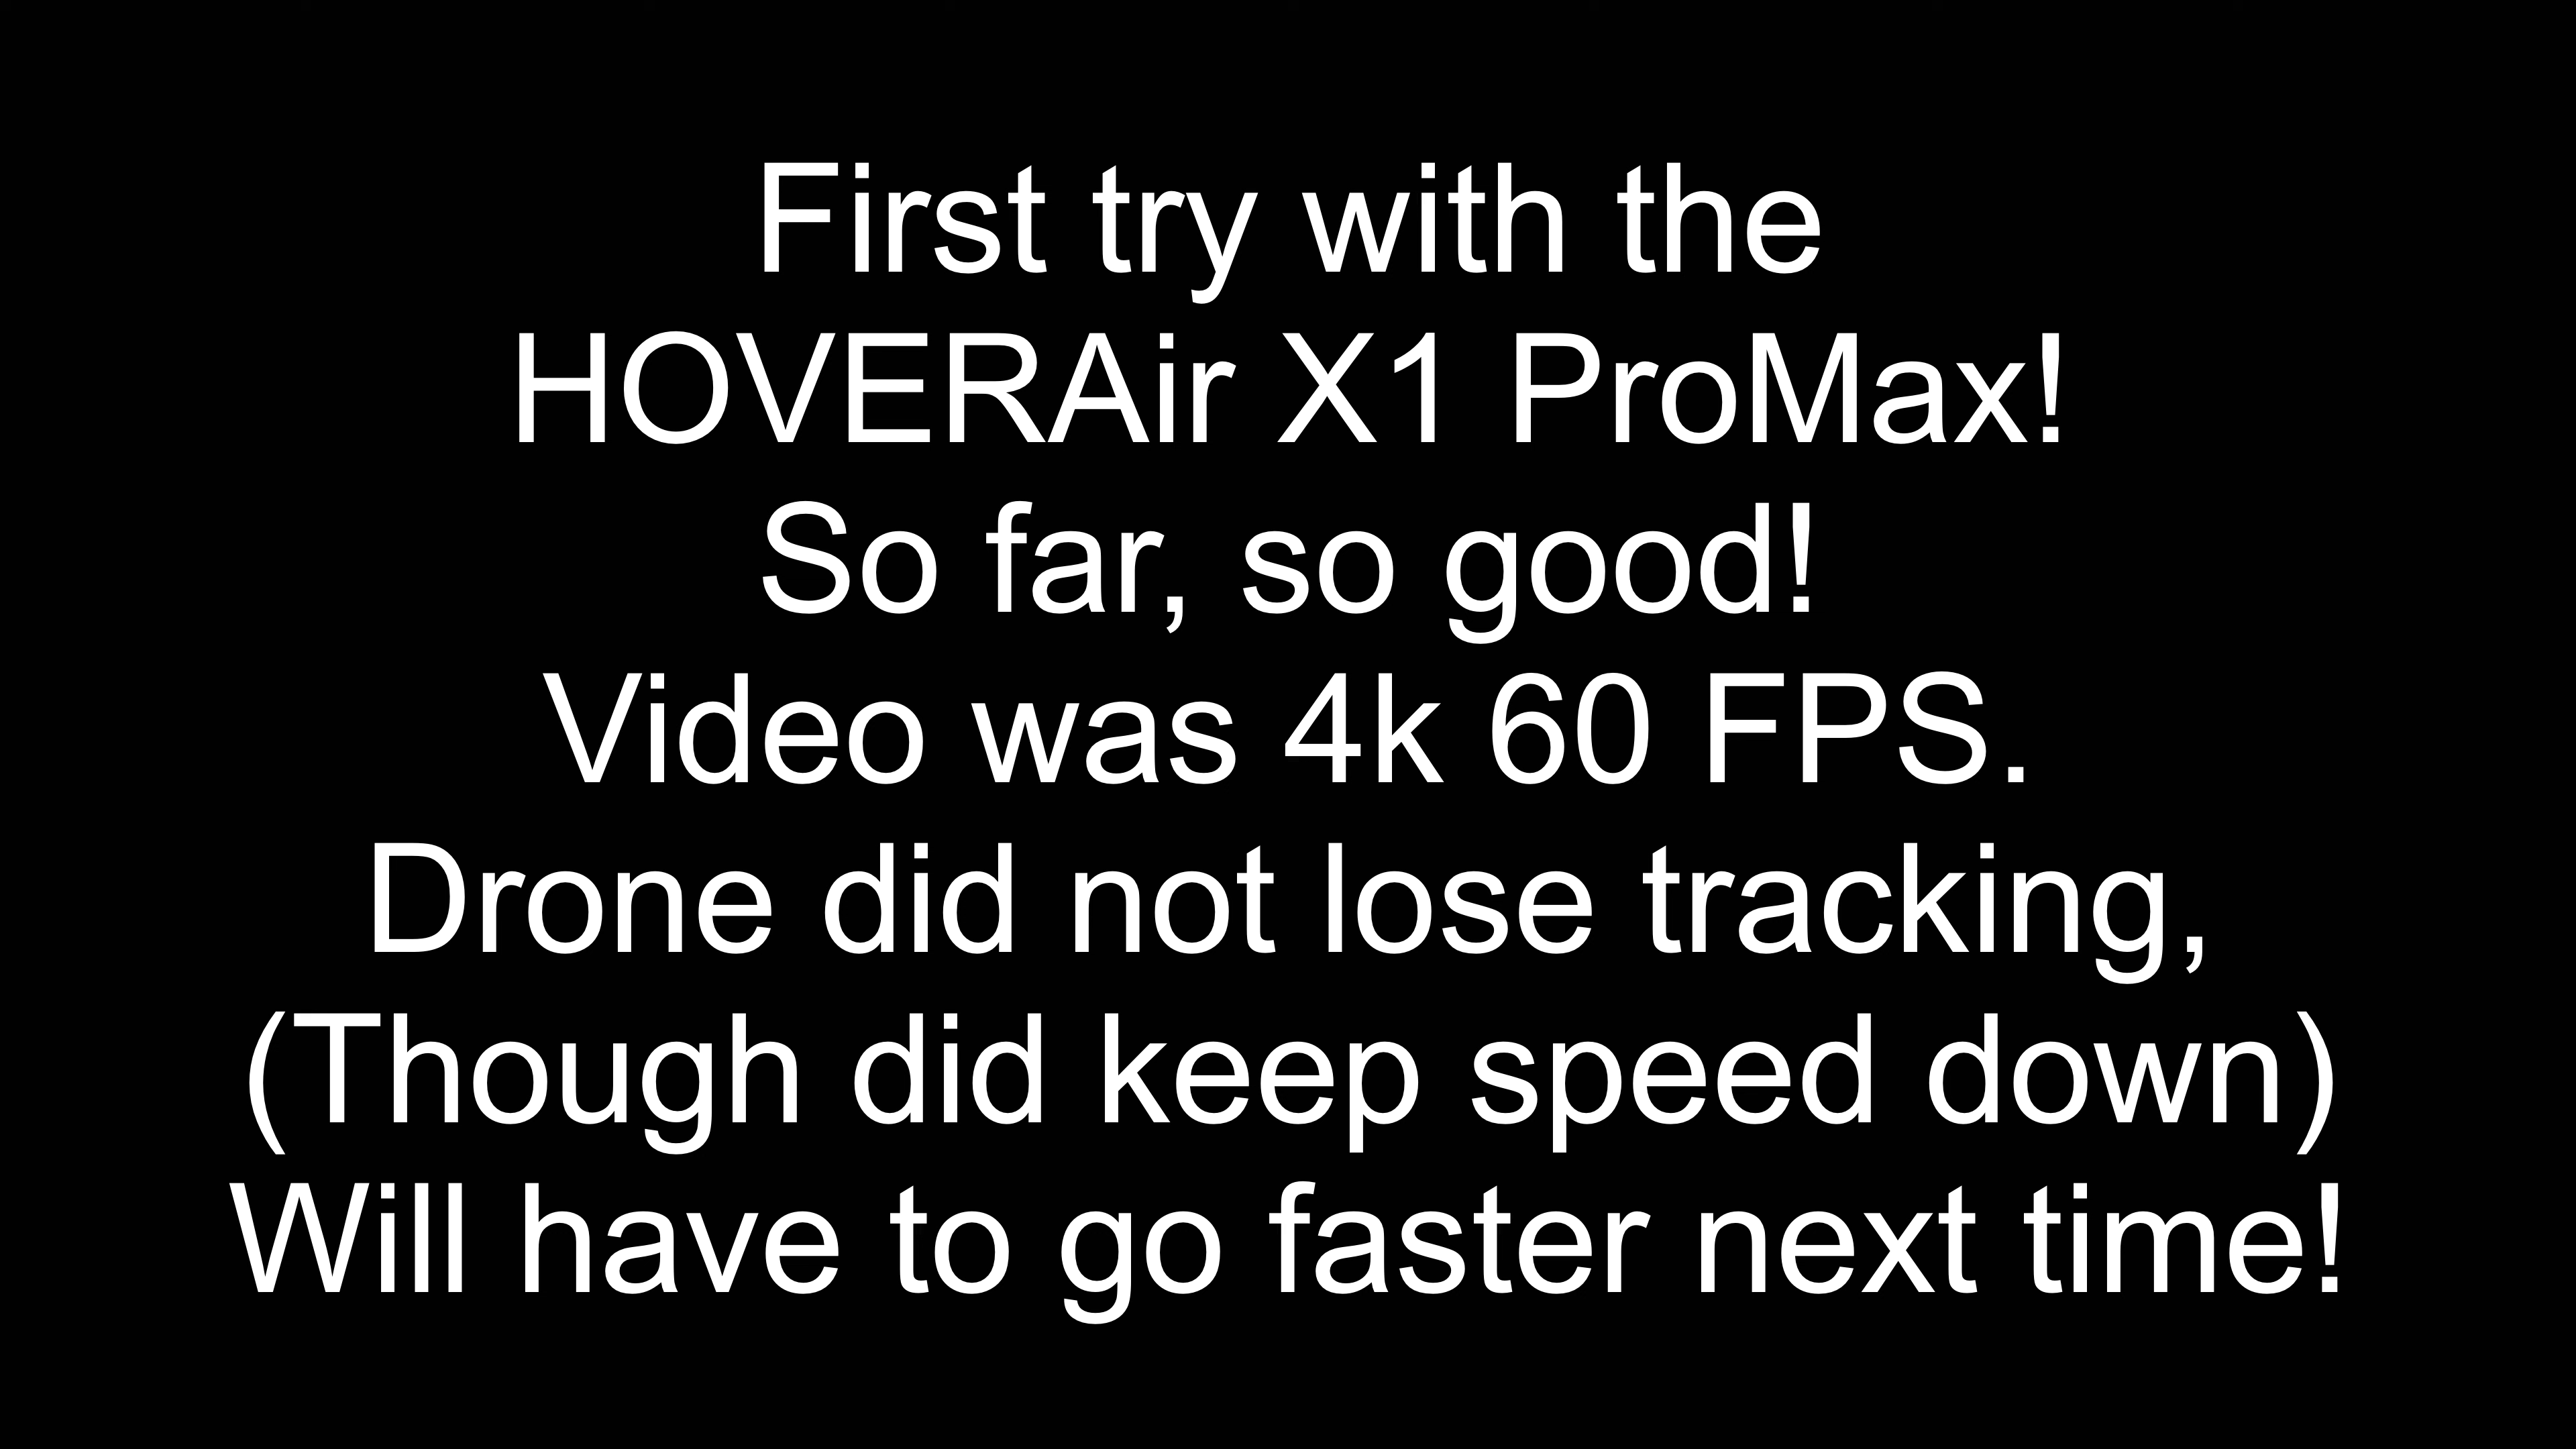 First try with the
HOVERAir X1 ProMax!
So far, so good!
Video was 4k 60 FPS.
Drone did not lose tracking,
(Though did keep speed down)
Will have to go faster next time!